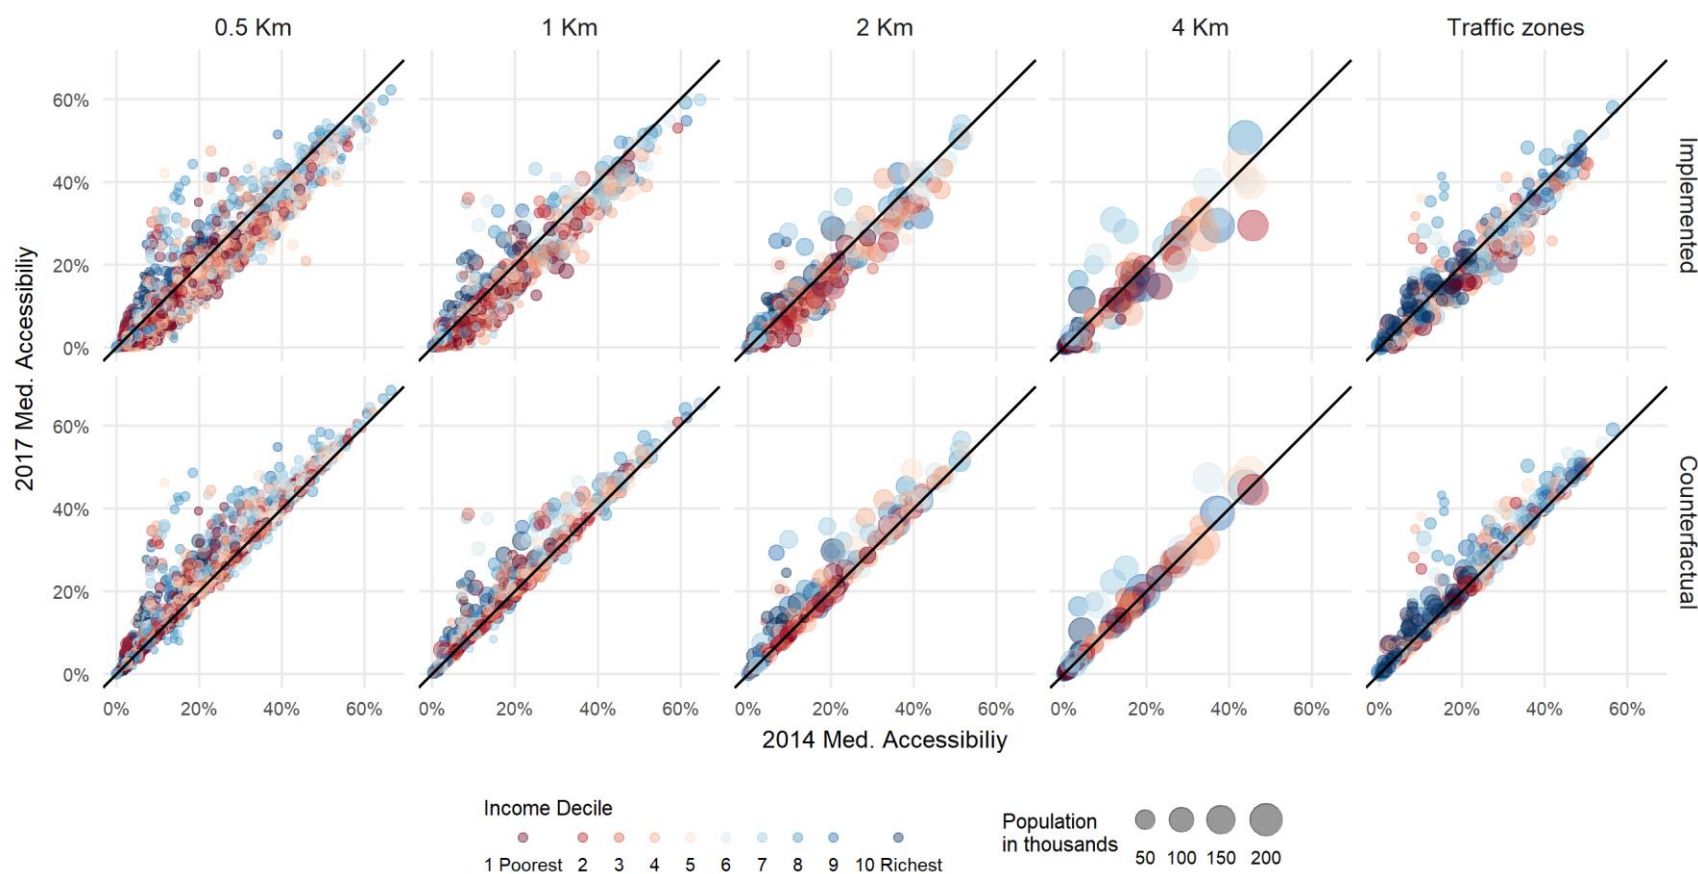 0.5 Km 1 Km 2 Km 4 Km Traffic zones
60%
40%
20%
0%
Implemented
60%
40%
20%
0%
Counterfactual
2017 Med. Accessibiliy
0% 20% 40% 60% 0% 20% 40% 60% 0% 20% 40% 60% 0% 20% 40% 60% 0% 20% 40% 60%
2014 Med. Accessibiliy
Income Decile
1 Poorest 2 3 4 5 6 7 8 9 10 Richest
Population
in thousands
50 100 150 200